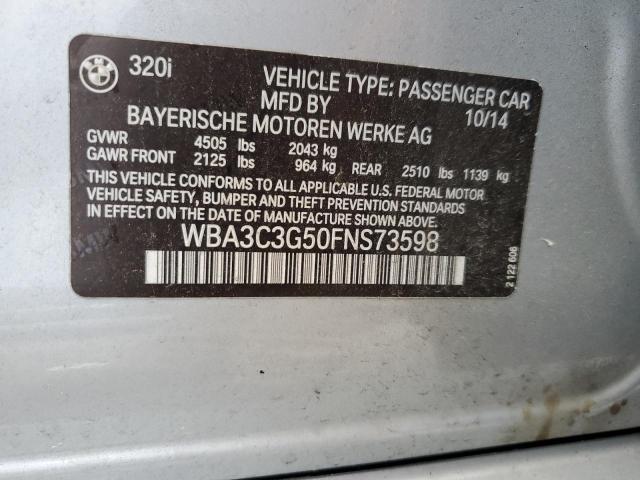 BMW
320i
VEHICLE TYPE: PASSENGER CAR
MFD BY 10/14
BAYERISCHE MOTOREN WERKE AG
GVWR 4505 lbs 2043 kg
GAWR FRONT 2125 lbs 964 kg REAR 2510 lbs 1139 kg
THIS VEHICLE CONFORMS TO ALL APPLICABLE U.S. FEDERAL MOTOR
VEHICLE SAFETY, BUMPER AND THEFT PREVENTION STANDARDS
IN EFFECT ON THE DATE OF MANUFACTURE SHOWN ABOVE.
WBA3C3G50FNS73598
2 122 606